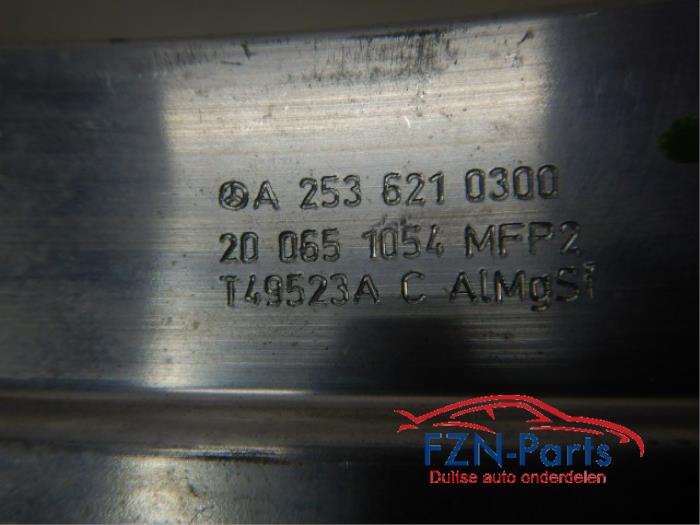 A 253 621 0300
20 065 1054 MFP2
T49523A C AlMgSi
FZN-Parts
Duitse auto onderdelen